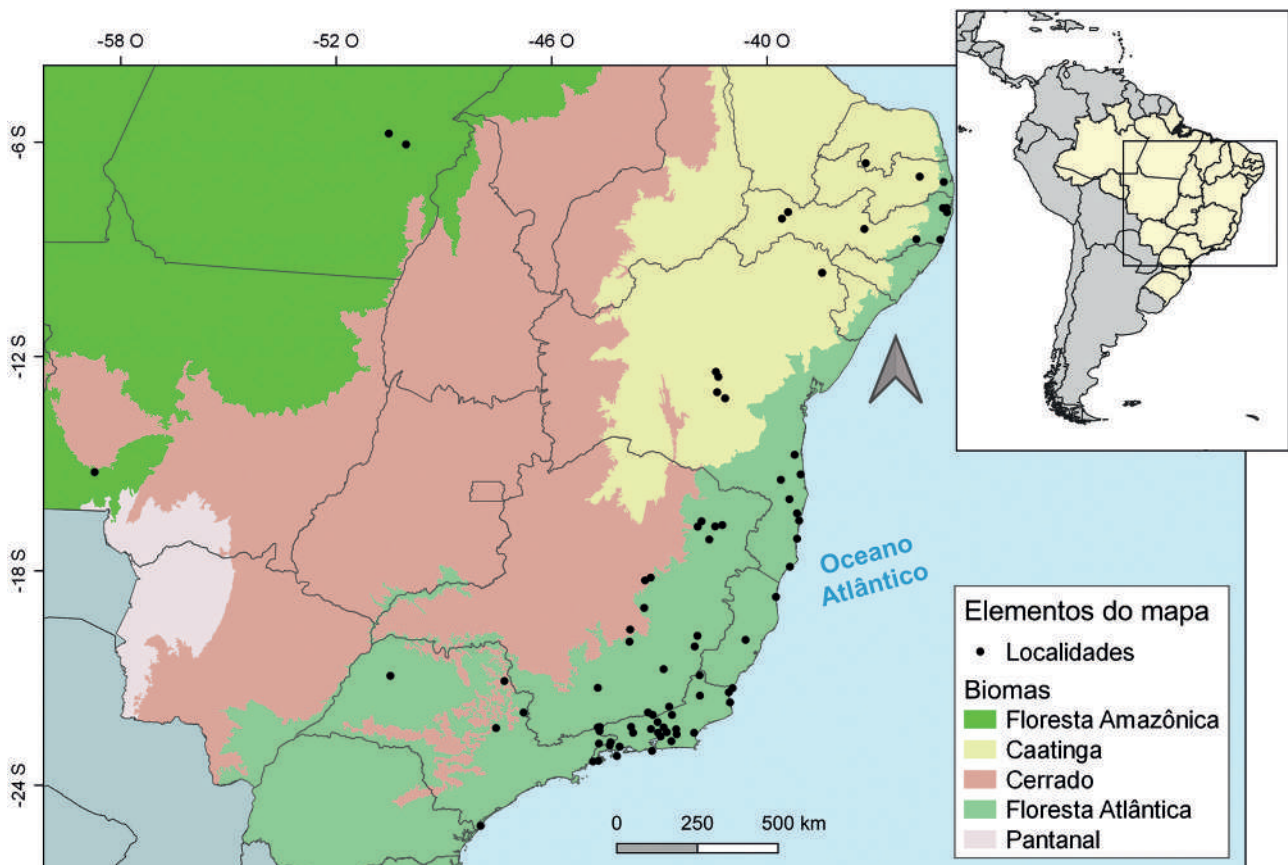 -58 O
-52 O
-46 O
-40 O
-6 S
-12 S
-18 S
-24 S
Oceano
Atlântico
0 250 500 km
Elementos do mapa
Localidades
Biomas
Floresta Amazônica
Caatinga
Cerrado
Floresta Atlântica
Pantanal